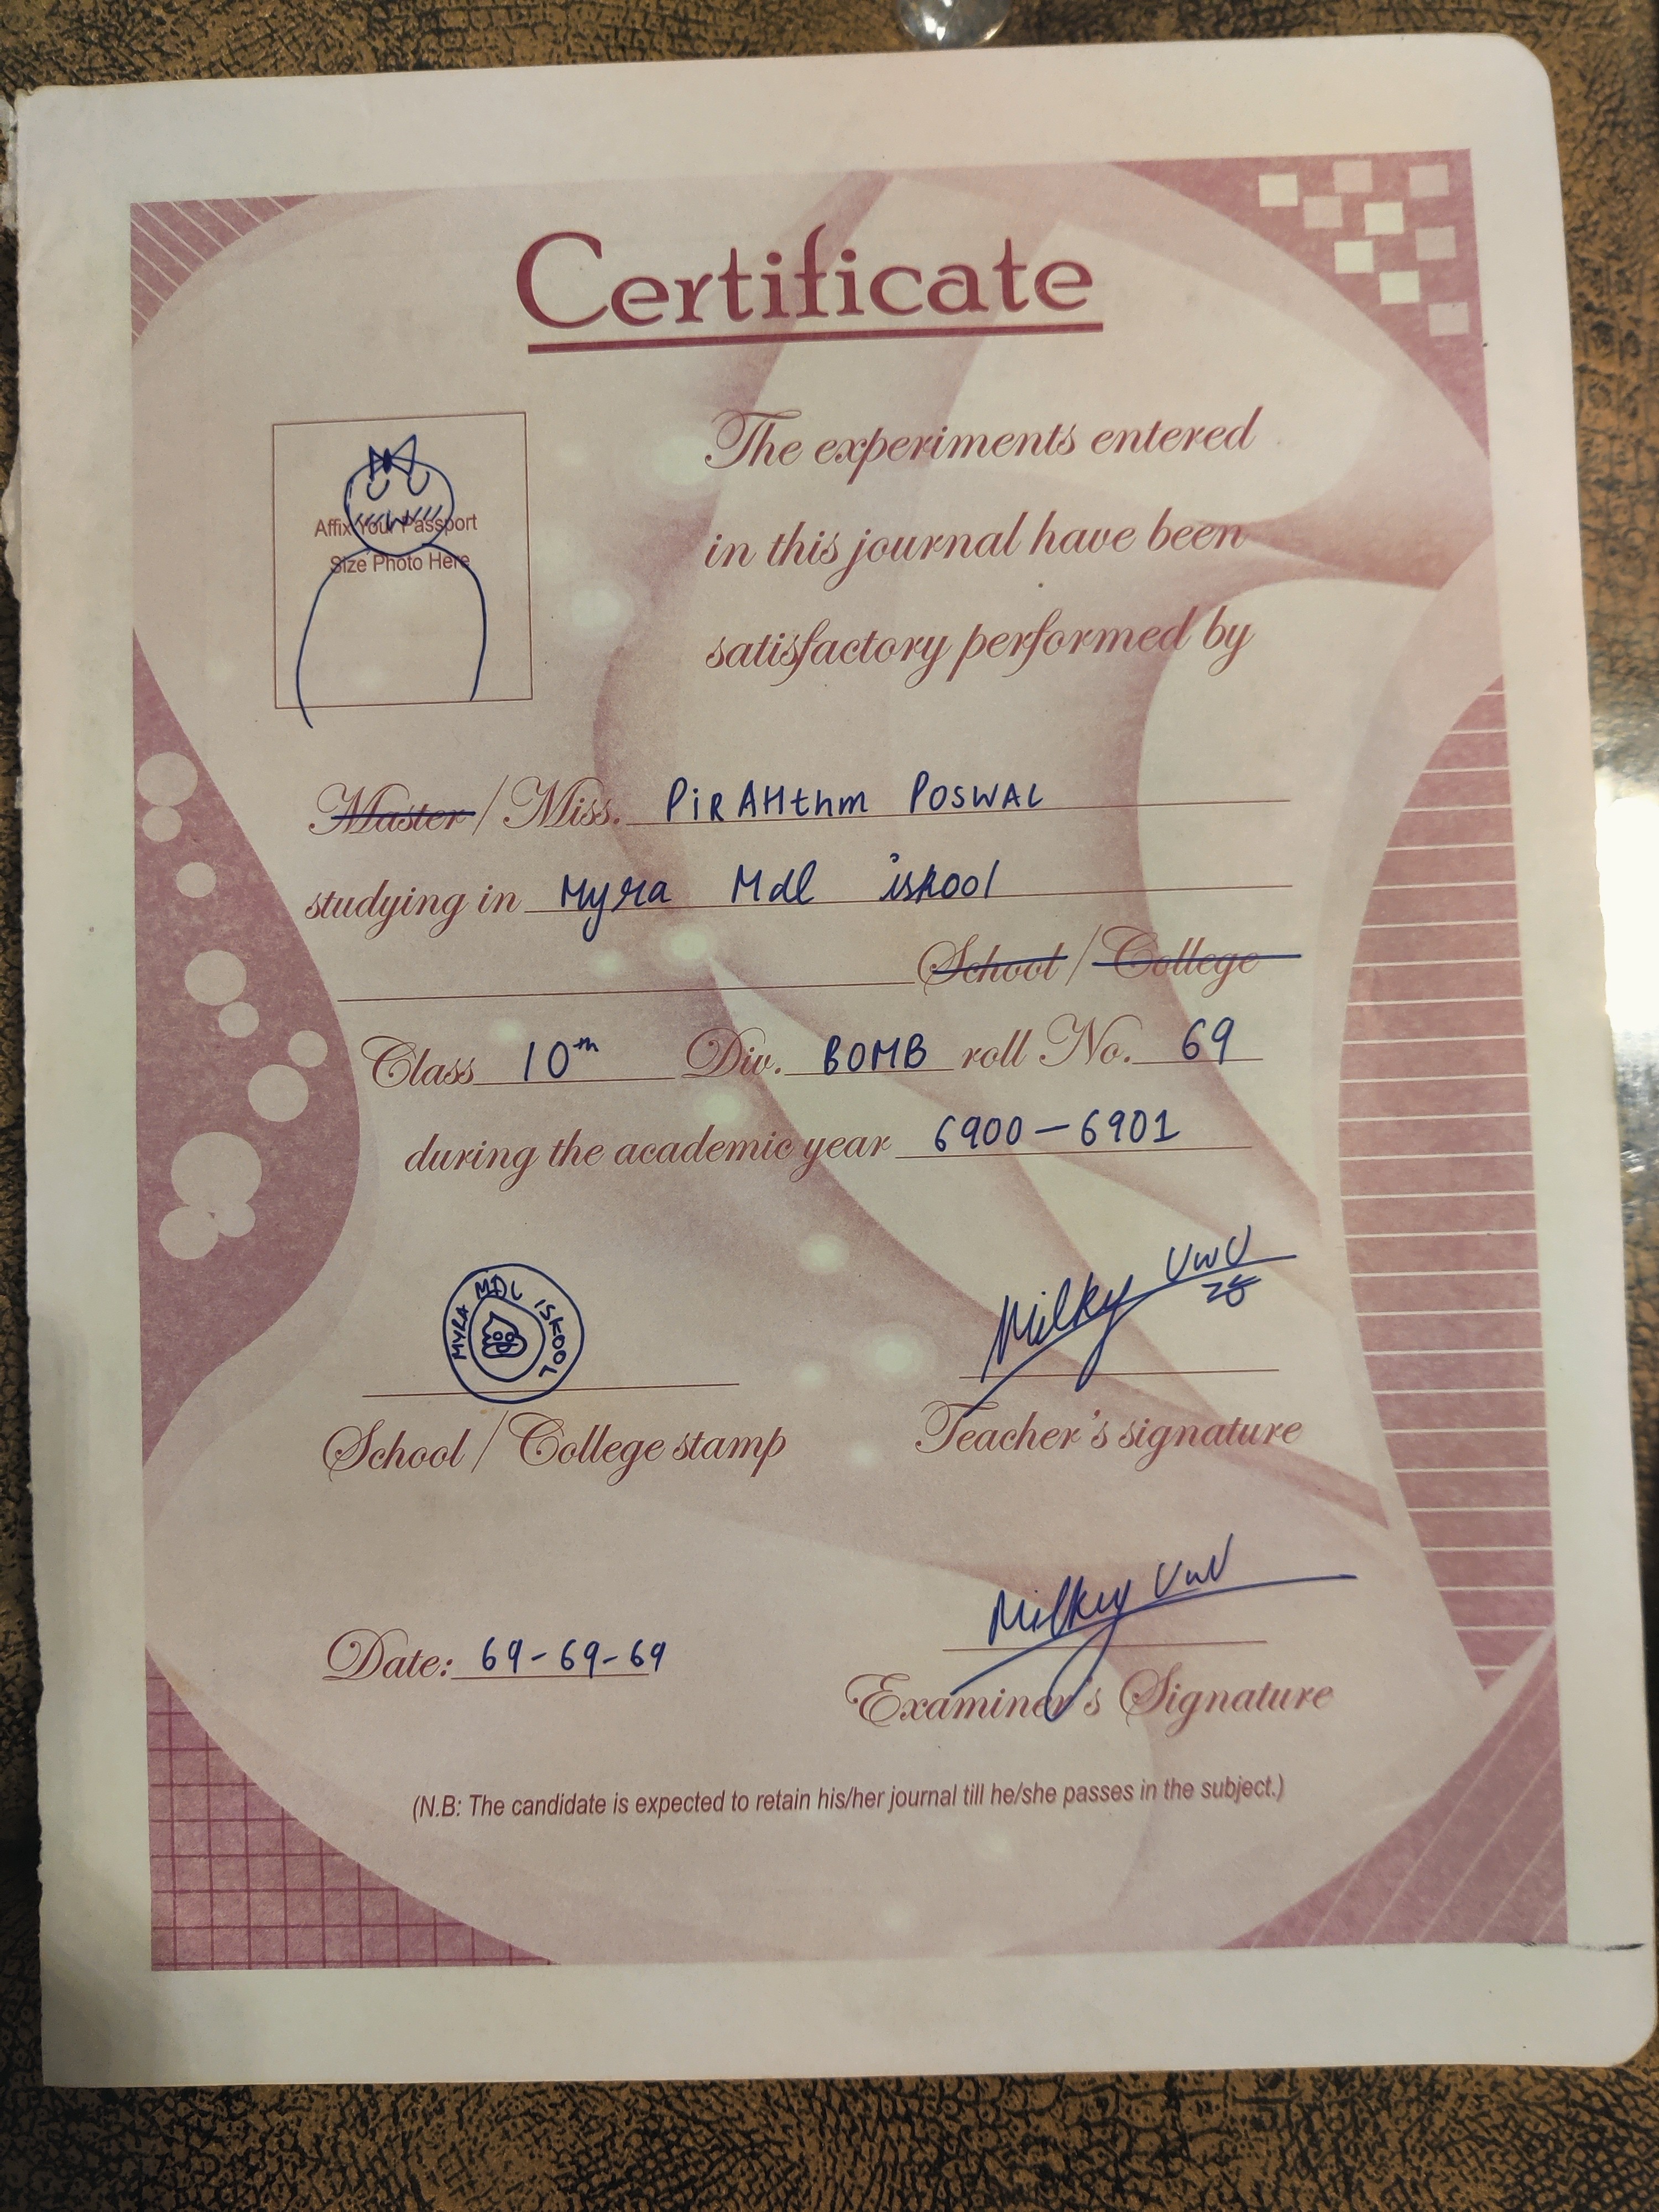 Certificate
Affix Your Passport
Size Photo Here
The experiments entered
in this journal have been
satisfactory performed by
Master / Miss. PiRAHthm POSWAL
studying in Myra Mdl iskool
School / College
Class 10th Div. BOMB roll No. 69
during the academic year 6900-6901
MYRA MDL ISKOOL
Milky UwU
School / College stamp
Teacher's signature
Milky UwU
Date: 69-69-69
Examiner's Signature
(N.B: The candidate is expected to retain his/her journal till he/she passes in the subject.)